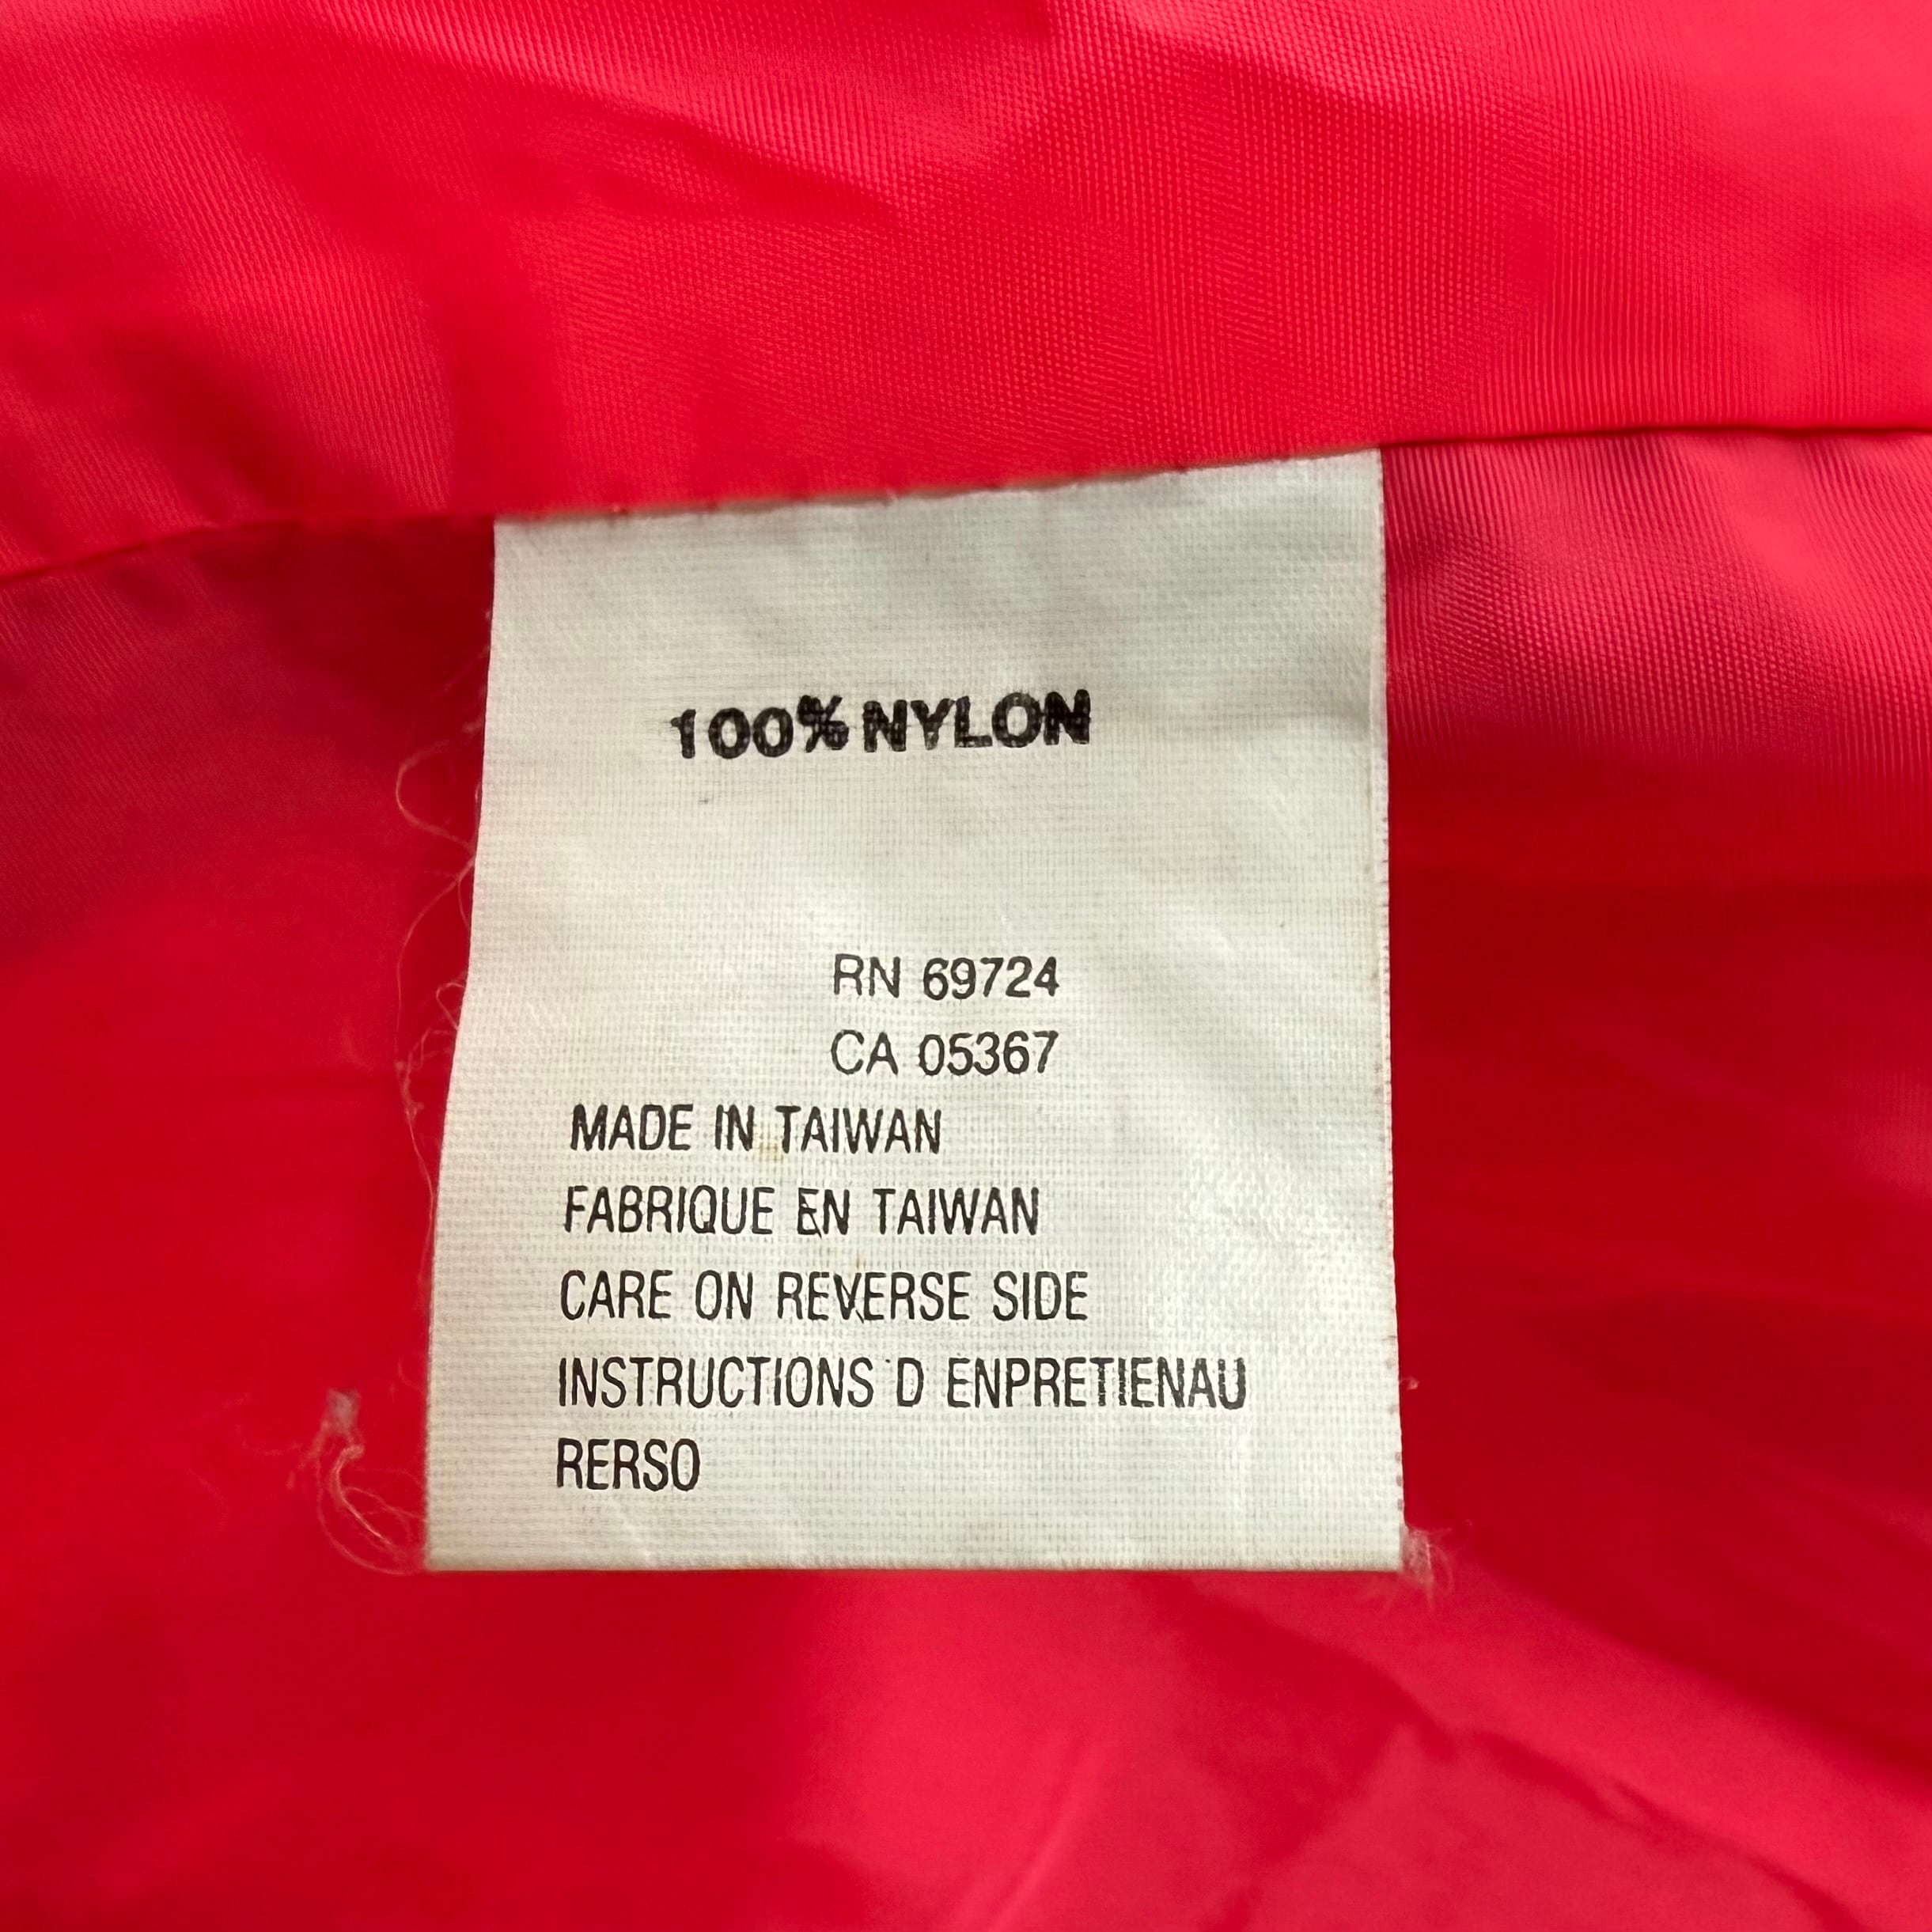 100% NYLON
RN 69724
CA 05367
MADE IN TAIWAN
FABRIQUE EN TAIWAN
CARE ON REVERSE SIDE
INSTRUCTIONS D ENPRETIENAU
RERSO